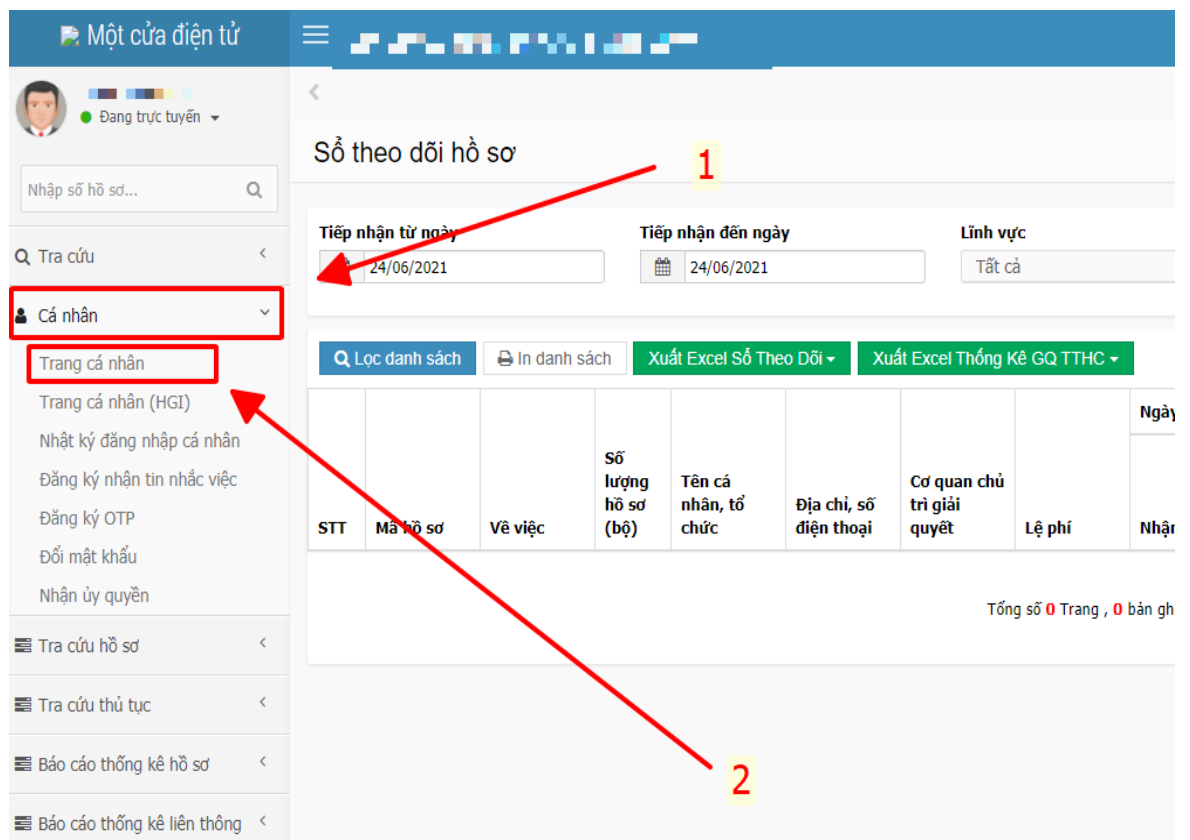 Một cửa điện tử
Đang trực tuyến
Nhập số hồ sơ...
Tra cứu
Cá nhân
Trang cá nhân
Trang cá nhân (HGI)
Nhật ký đăng nhập cá nhân
Đăng ký nhận tin nhắc việc
Đăng ký OTP
Đổi mật khẩu
Nhận ủy quyền
Tra cứu hồ sơ
Tra cứu thủ tục
Báo cáo thống kê hồ sơ
Báo cáo thống kê liên thông
Sổ theo dõi hồ sơ
1
Tiếp nhận từ ngày
24/06/2021
Tiếp nhận đến ngày
24/06/2021
Lĩnh vực
Tất cả
Lọc danh sách
In danh sách
Xuất Excel Sổ Theo Dõi
Xuất Excel Thống Kê GQ TTHC
STT
Mã hồ sơ
Về việc
Số
lượng
hồ sơ
(bộ)
Tên cá
nhân, tổ
chức
Địa chỉ, số
điện thoại
Cơ quan chủ
trì giải
quyết
Lệ phí
Ngày
Nhận
Tổng số 0 Trang , 0 bản gh
2